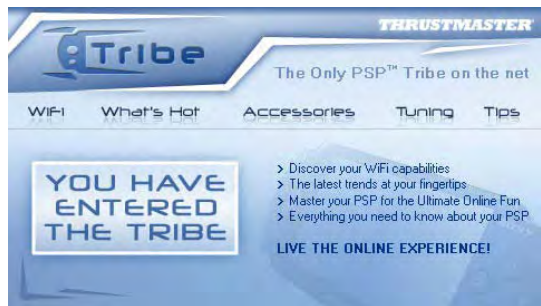 THRUSTMASTER
Tribe
The Only PSP™ Tribe on the net
WiFi What's Hot Accessories Tuning Tips
YOU HAVE
ENTERED
THE TRIBE
> Discover your WiFi capabilities
> The latest trends at your fingertips
> Master your PSP for the Ultimate Online Fun
> Everything you need to know about your PSP
LIVE THE ONLINE EXPERIENCE!